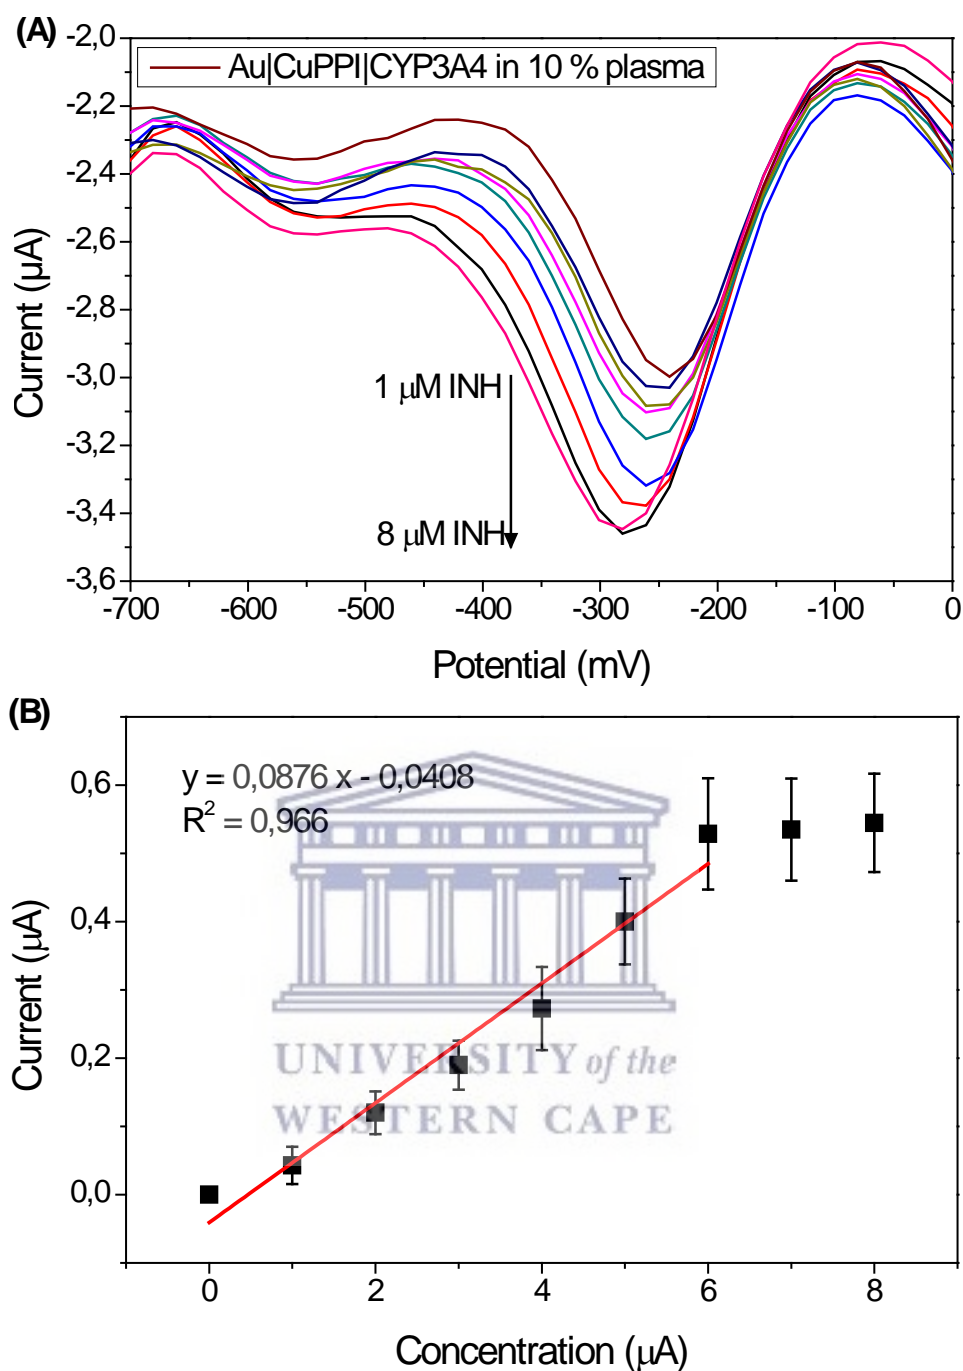 (A)
-2,0
Au|CuPPI|CYP3A4 in 10 % plasma
-2,2
-2,4
-2,6
-2,8
-3,0
-3,2
-3,4
-3,6
Current (µA)
1 µM INH
8 µM INH
-700 -600 -500 -400 -300 -200 -100 0
Potential (mV)
(B)
y = 0,0876 x - 0,0408
R² = 0,966
0,6
0,4
0,2
0,0
Current (µA)
UNIVERSITY of the
WESTERN CAPE
0 2 4 6 8
Concentration (µA)